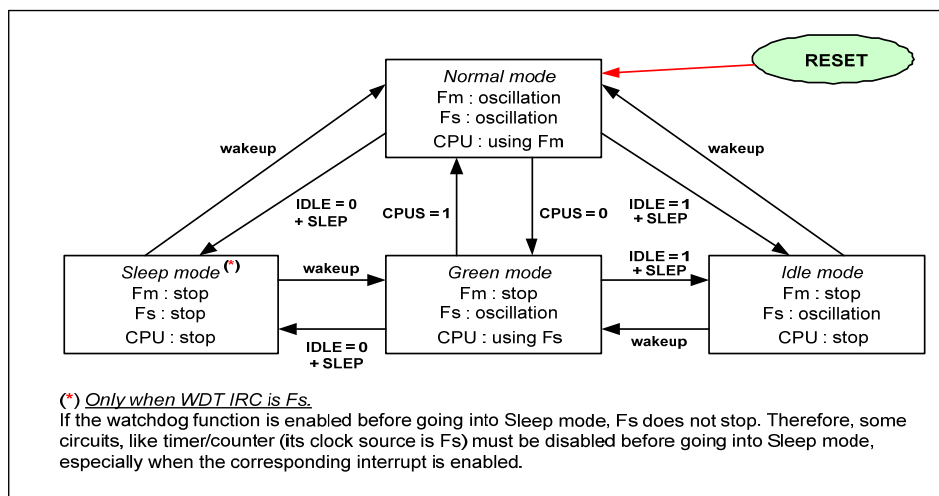 RESET
Normal mode
Fm : oscillation
Fs : oscillation
CPU : using Fm
wakeup
wakeup
IDLE = 0
+ SLEP
CPUS = 1
CPUS = 0
IDLE = 1
+ SLEP
Sleep mode(*)
Fm : stop
Fs : stop
CPU : stop
wakeup
IDLE = 0
+ SLEP
Green mode
Fm : stop
Fs : oscillation
CPU : using Fs
IDLE = 1
+ SLEP
wakeup
Idle mode
Fm : stop
Fs : oscillation
CPU : stop
(*) Only when WDT IRC is Fs.
If the watchdog function is enabled before going into Sleep mode, Fs does not stop. Therefore, some
circuits, like timer/counter (its clock source is Fs) must be disabled before going into Sleep mode,
especially when the corresponding interrupt is enabled.